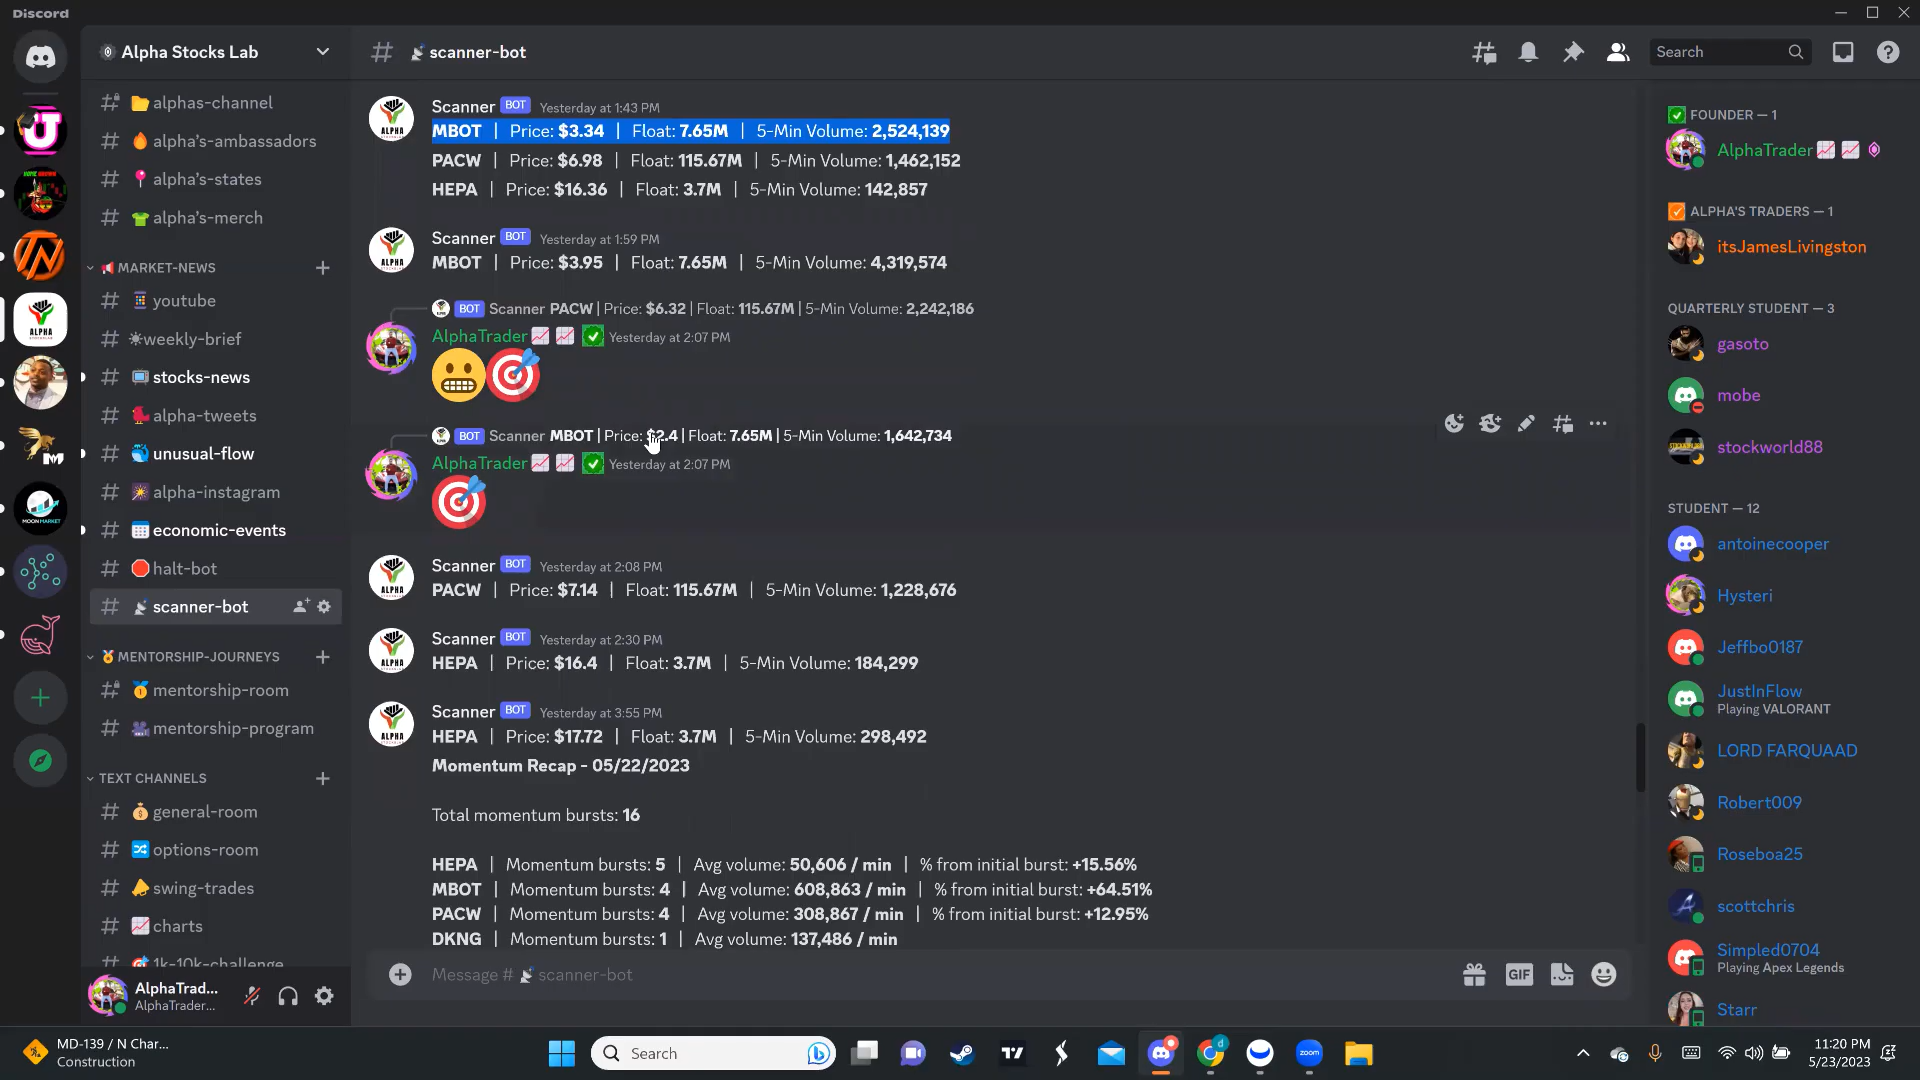 Discord
Alpha Stocks Lab
alphas-channel
alpha's-ambassadors
alpha's-states
alpha's-merch
MARKET-NEWS
youtube
weekly-brief
stocks-news
alpha-tweets
unusual-flow
alpha-instagram
economic-events
halt-bot
scanner-bot
MENTORSHIP-JOURNEYS
mentorship-room
mentorship-program
TEXT CHANNELS
general-room
options-room
swing-trades
charts
1k-10k-challenge
AlphaTrad...
AlphaTrader...
# scanner-bot
Search
Scanner BOT Yesterday at 1:43 PM
MBOT | Price: $3.34 | Float: 7.65M | 5-Min Volume: 2,524,139
PACW | Price: $6.98 | Float: 115.67M | 5-Min Volume: 1,462,152
HEPA | Price: $16.36 | Float: 3.7M | 5-Min Volume: 142,857
Scanner BOT Yesterday at 1:59 PM
MBOT | Price: $3.95 | Float: 7.65M | 5-Min Volume: 4,319,574
BOT Scanner PACW | Price: $6.32 | Float: 115.67M | 5-Min Volume: 2,242,186
AlphaTrader Yesterday at 2:07 PM
BOT Scanner MBOT | Price: $2.4 | Float: 7.65M | 5-Min Volume: 1,642,734
AlphaTrader Yesterday at 2:07 PM
Scanner BOT Yesterday at 2:08 PM
PACW | Price: $7.14 | Float: 115.67M | 5-Min Volume: 1,228,676
Scanner BOT Yesterday at 2:30 PM
HEPA | Price: $16.4 | Float: 3.7M | 5-Min Volume: 184,299
Scanner BOT Yesterday at 3:55 PM
HEPA | Price: $17.72 | Float: 3.7M | 5-Min Volume: 298,492
Momentum Recap - 05/22/2023
Total momentum bursts: 16
HEPA | Momentum bursts: 5 | Avg volume: 50,606 / min | % from initial burst: +15.56%
MBOT | Momentum bursts: 4 | Avg volume: 608,863 / min | % from initial burst: +64.51%
PACW | Momentum bursts: 4 | Avg volume: 308,867 / min | % from initial burst: +12.95%
DKNG | Momentum bursts: 1 | Avg volume: 137,486 / min
Message # scanner-bot
GIF
FOUNDER — 1
AlphaTrader
ALPHA'S TRADERS — 1
itsJamesLivingston
QUARTERLY STUDENT — 3
gasoto
mobe
stockworld88
STUDENT — 12
antoinecooper
Hysteri
Jeffbo0187
JustInFlow
Playing VALORANT
LORD FARQUAAD
Robert009
Roseboa25
scottchris
Simpled0704
Playing Apex Legends
Starr
MD-139 / N Char...
Construction
Search
zoom
11:20 PM
5/23/2023